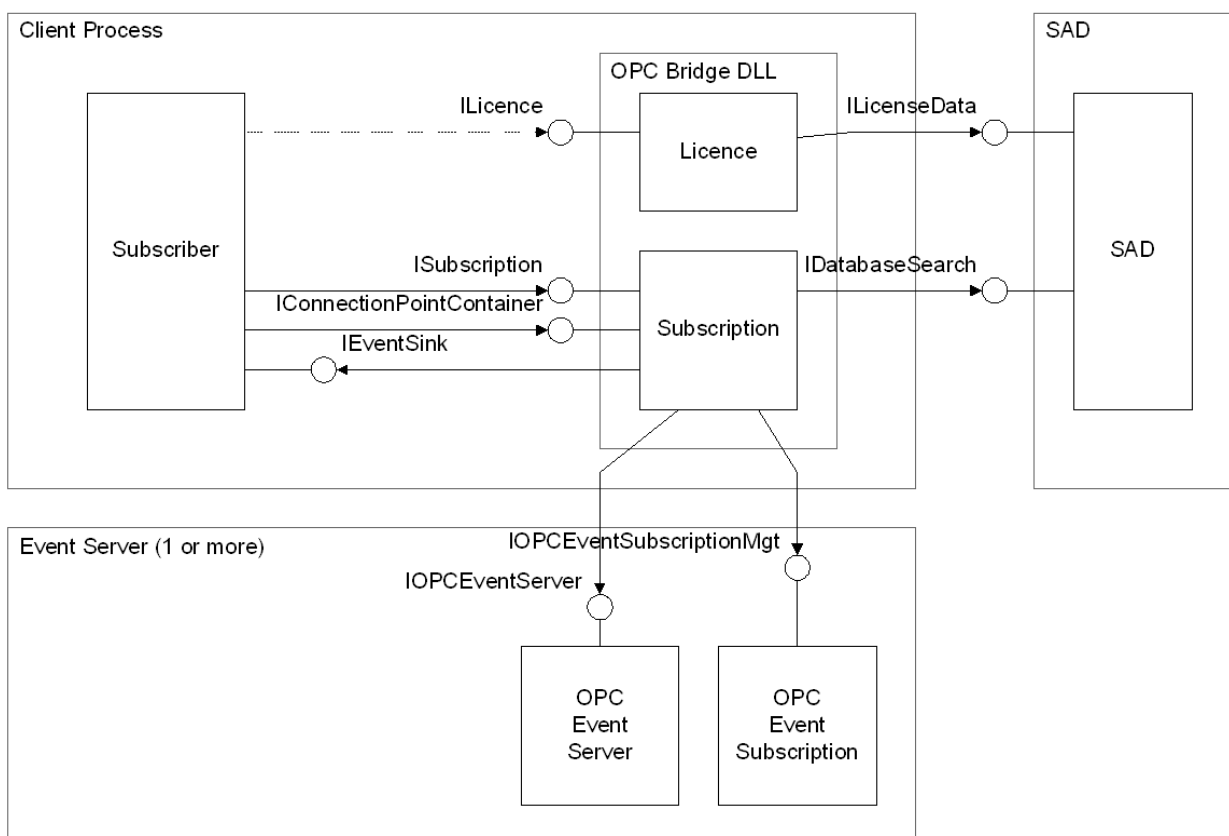 Client Process
SAD
OPC Bridge DLL
ILicence
ILicenseData
Licence
Subscriber
SAD
ISubscription
IDatabaseSearch
IConnectionPointContainer
Subscription
IEventSink
Event Server (1 or more)
IOPCEventSubscriptionMgt
IOPCEventServer
OPC
Event
Server
OPC
Event
Subscription